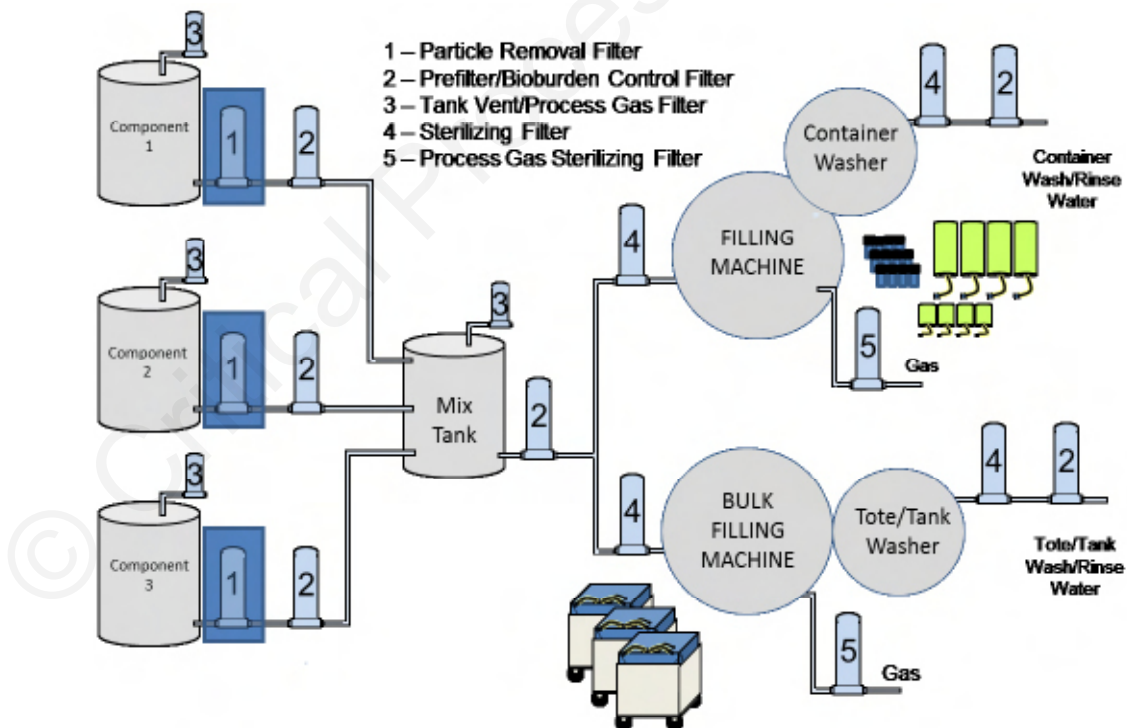 3
1 – Particle Removal Filter
2 – Prefilter/Bioburden Control Filter
3 – Tank Vent/Process Gas Filter
4 – Sterilizing Filter
5 – Process Gas Sterilizing Filter
Component
1
1
2
4
2
Container
Washer
Container
Wash/Rinse
Water
3
Component
2
1
2
4
FILLING
MACHINE
5
Gas
3
Mix
Tank
2
3
Component
3
1
2
4
BULK
FILLING
MACHINE
Tote/Tank
Washer
4
2
Tote/Tank
Wash/Rinse
Water
5
Gas
© Critical Process